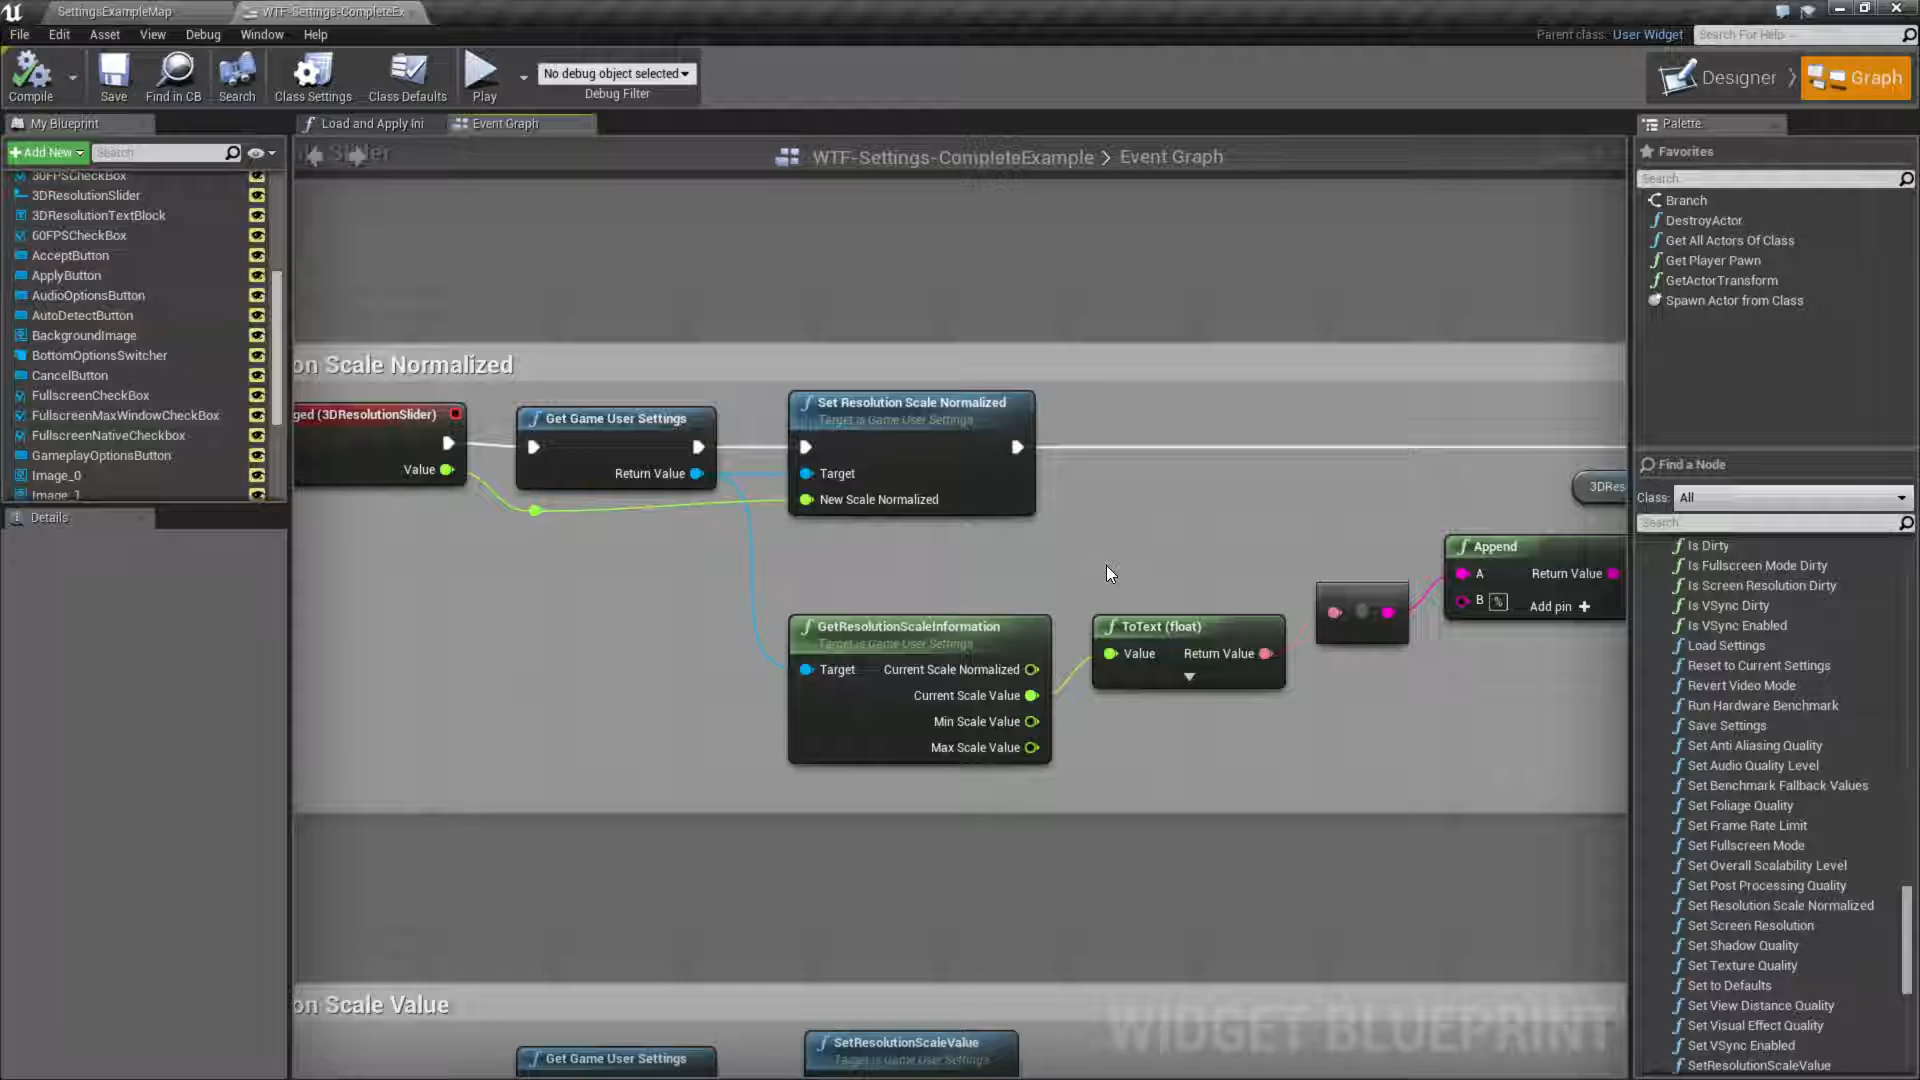 SettingsExampleMap
WTF-Settings-CompleteEx
File Edit Asset View Debug Window Help
Parent class: User Widget
Search For Help
Compile
Save
Find in CB
Search
Class Settings
Class Defaults
Play
No debug object selected
Debug Filter
Designer
Graph
My Blueprint
Load and Apply Ini
Event Graph
Palette
Add New
Search
WTF-Settings-CompleteExample > Event Graph
Favorites
Search
30FPSCheckBox
3DResolutionSlider
3DResolutionTextBlock
60FPSCheckBox
AcceptButton
ApplyButton
AudioOptionsButton
AutoDetectButton
BackgroundImage
BottomOptionsSwitcher
CancelButton
FullscreenCheckBox
FullscreenMaxWindowCheckBox
FullscreenNativeCheckbox
GameplayOptionsButton
Image_0
Image_1
Details
on Scale Normalized
ged (3DResolutionSlider)
Value
Get Game User Settings
Return Value
Set Resolution Scale Normalized
Target is Game User Settings
Target
New Scale Normalized
GetResolutionScaleInformation
Target is Game User Settings
Target
Current Scale Normalized
Current Scale Value
Min Scale Value
Max Scale Value
ToText (float)
Value
Return Value
3DRes
Append
A
Return Value
B %
Add pin +
on Scale Value
Get Game User Settings
SetResolutionScaleValue
Target is Game User Settings
WIDGET BLUEPRINT
Branch
DestroyActor
Get All Actors Of Class
Get Player Pawn
GetActorTransform
Spawn Actor from Class
Find a Node
Class: All
Search
Is Dirty
Is Fullscreen Mode Dirty
Is Screen Resolution Dirty
Is VSync Dirty
Is VSync Enabled
Load Settings
Reset to Current Settings
Revert Video Mode
Run Hardware Benchmark
Save Settings
Set Anti Aliasing Quality
Set Audio Quality Level
Set Benchmark Fallback Values
Set Foliage Quality
Set Frame Rate Limit
Set Fullscreen Mode
Set Overall Scalability Level
Set Post Processing Quality
Set Resolution Scale Normalized
Set Screen Resolution
Set Shadow Quality
Set Texture Quality
Set to Defaults
Set View Distance Quality
Set Visual Effect Quality
Set VSync Enabled
SetResolutionScaleValue